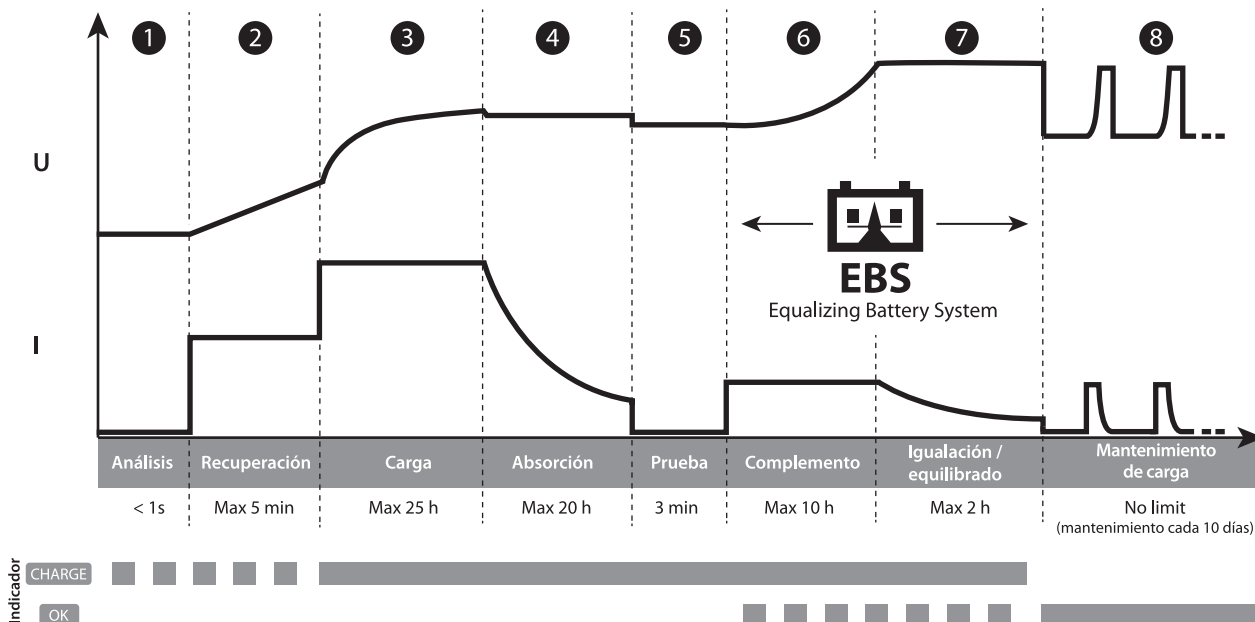 1 2 3 4 5 6 7 8
U
EBS
Equalizing Battery System
I
Análisis Recuperación Carga Absorción Prueba Complemento Igualación / equilibrado Mantenimiento de carga
< 1s Max 5 min Max 25 h Max 20 h 3 min Max 10 h Max 2 h No limit
(mantenimiento cada 10 días)
Indicador
CHARGE
OK